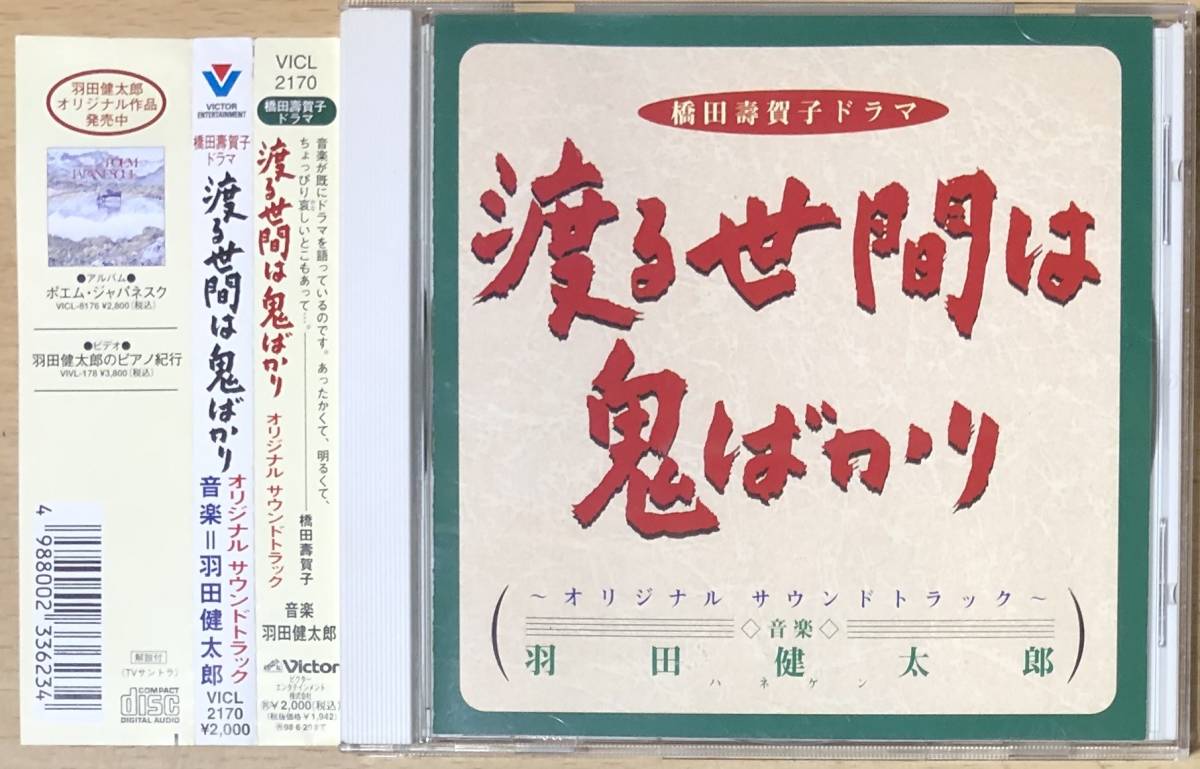 羽田健太郎
オリジナル作品
発売中
●アルバム●
ポエム・ジャパネスク
VICL-8176 ¥2,800(税込)
●ビデオ●
羽田健太郎のピアノ紀行
VIVL-178 ¥3,800(税込)
4 988002 336234
解説付
(TVサントラ)
COMPACT
disc
DIGITAL AUDIO
VICTOR
ENTERTAINMENT
橋田壽賀子
ドラマ
渡る世間は鬼ばかり
オリジナル サウンドトラック
音楽=羽田健太郎
VICL
2170
¥2,000
VICL
2170
橋田壽賀子
ドラマ
音楽が既にドラマを語っているのです。あったかくて、明るくて、
ちょっぴり哀しいとこもあって…。
橋田壽賀子
渡る世間は鬼ばかり
オリジナル サウンドトラック
音楽
羽田健太郎
Victor
ビクター
エンタテインメント
株式会社
¥2,000(税込)
(税抜価格¥1,942)
橋田壽賀子ドラマ
渡る世間は
鬼ばかり
~オリジナル サウンドトラック~
◇音楽◇
羽田健太郎
ハネケン